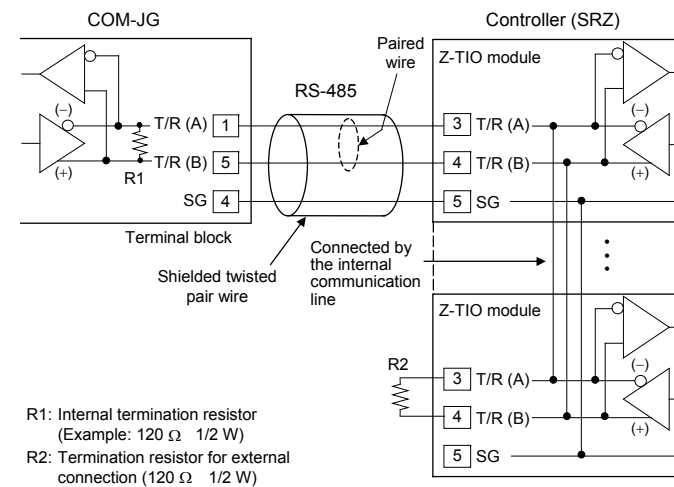 COM-JG
Controller (SRZ)
Paired
wire
Z-TIO module
RS-485
(−)
T/R (A) 1
3 T/R (A)
(−)
T/R (B) 5
4 T/R (B)
(+)
R1
(+)
SG 4
5 SG
Terminal block
Shielded twisted
pair wire
Connected by
the internal
communication
line
Z-TIO module
R2
(−)
3 T/R (A)
4 T/R (B)
(+)
5 SG
R1: Internal termination resistor
(Example: 120 Ω 1/2 W)
R2: Termination resistor for external
connection (120 Ω 1/2 W)